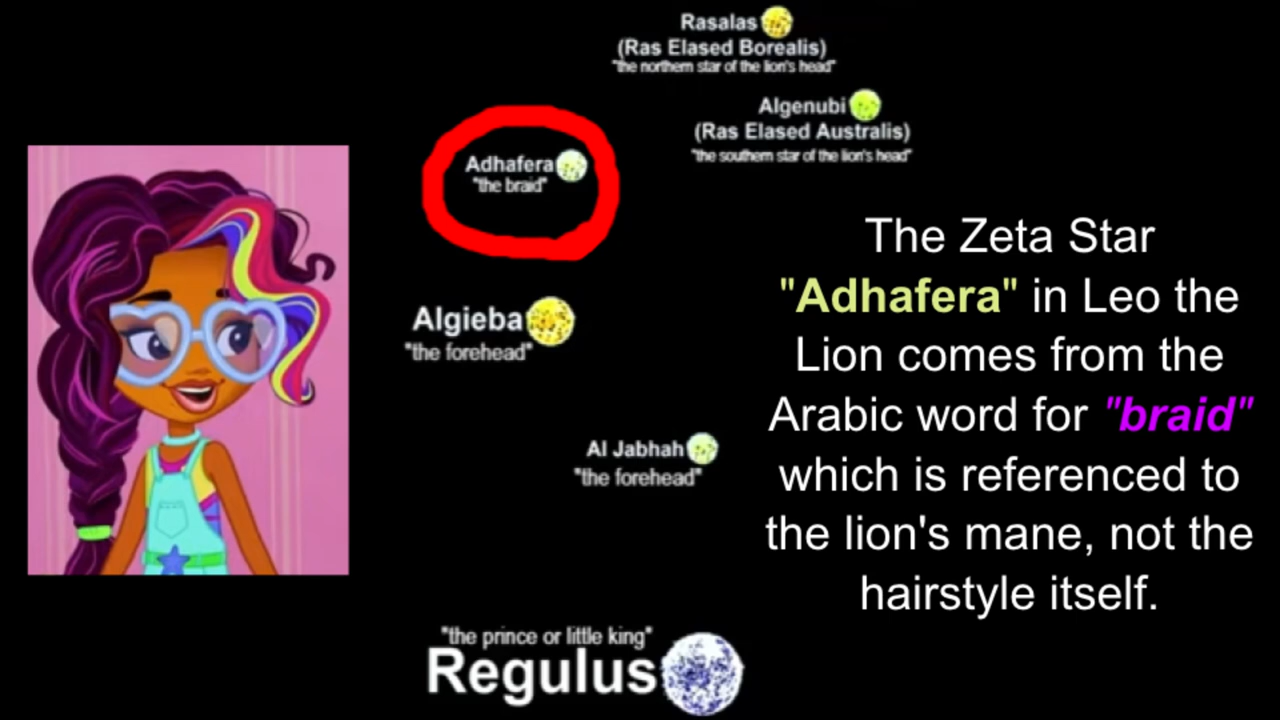 Rasalas
(Ras Elased Borealis)
"the northern star of the lion's head"
Algenubi
(Ras Elased Australis)
"the southern star of the lion's head"
Adhafera
"the braid"
Algieba
"the forehead"
Al Jabhah
"the forehead"
"the prince or little king"
Regulus
The Zeta Star
"Adhafera" in Leo the
Lion comes from the
Arabic word for "braid"
which is referenced to
the lion's mane, not the
hairstyle itself.